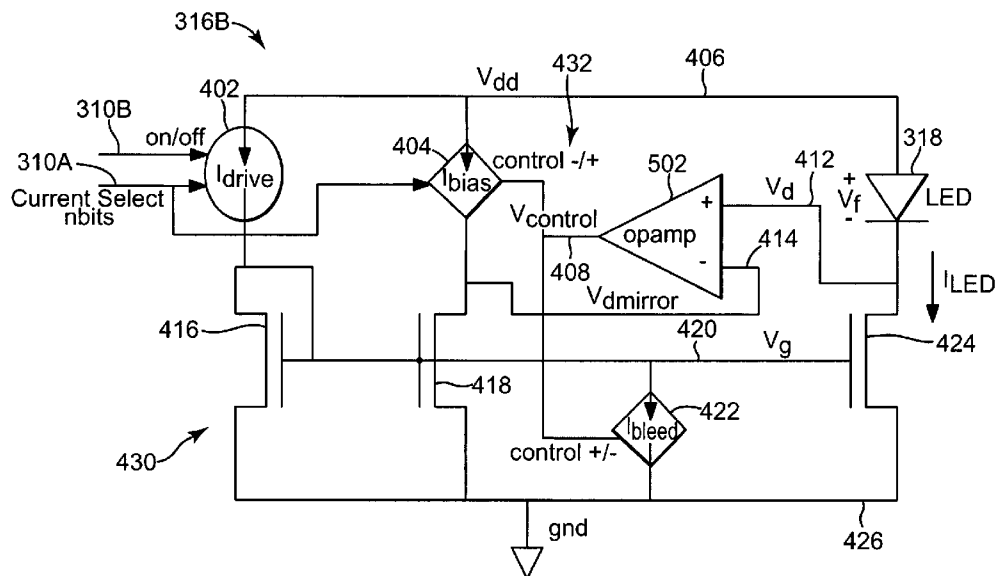 316B
402
V_dd
432
406
310B
on/off
404
control -/+
502
318
310A
I_drive
I_bias
V_d
412
+
V_f
-
LED
Current Select
nbits
V_control
+
opamp
-
408
414
V_dmirror
I_LED
416
420
V_g
424
418
422
I_bleed
control +/-
430
gnd
426